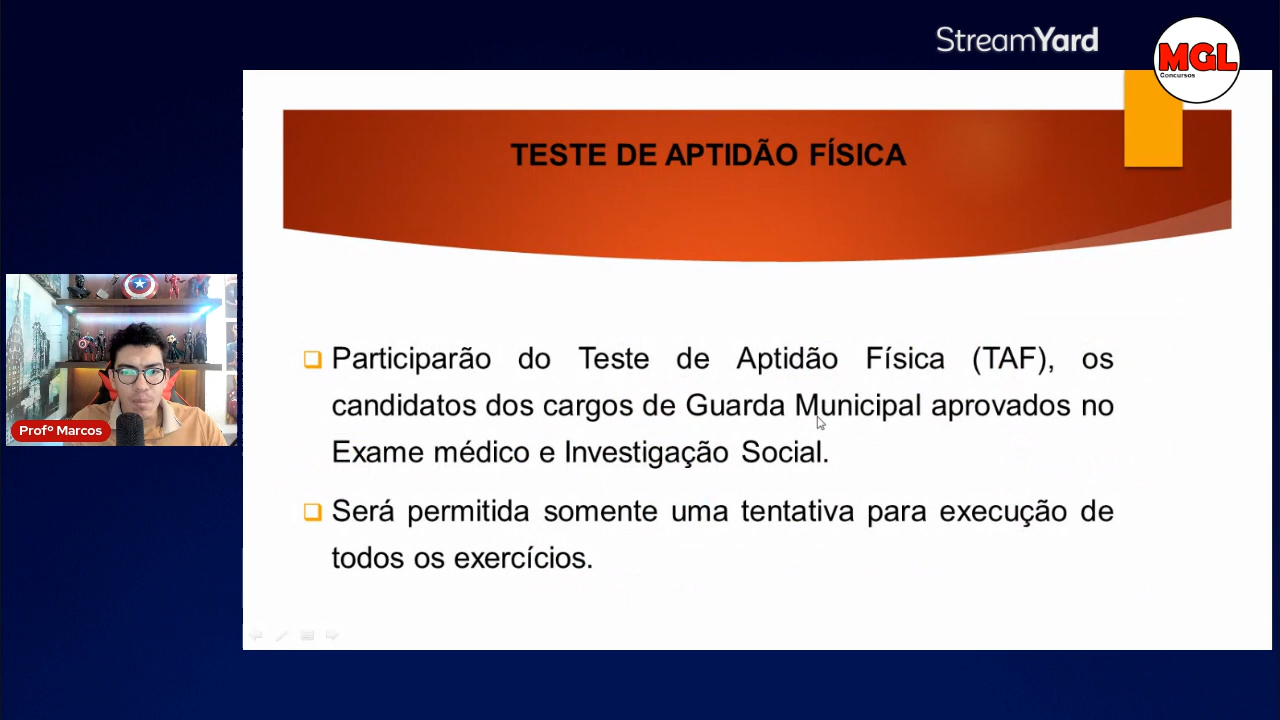 StreamYard
MGL
Concursos
TESTE DE APTIDÃO FÍSICA
Participarão do Teste de Aptidão Física (TAF), os
candidatos dos cargos de Guarda Municipal aprovados no
Exame médico e Investigação Social.
Será permitida somente uma tentativa para execução de
todos os exercícios.
Profº Marcos